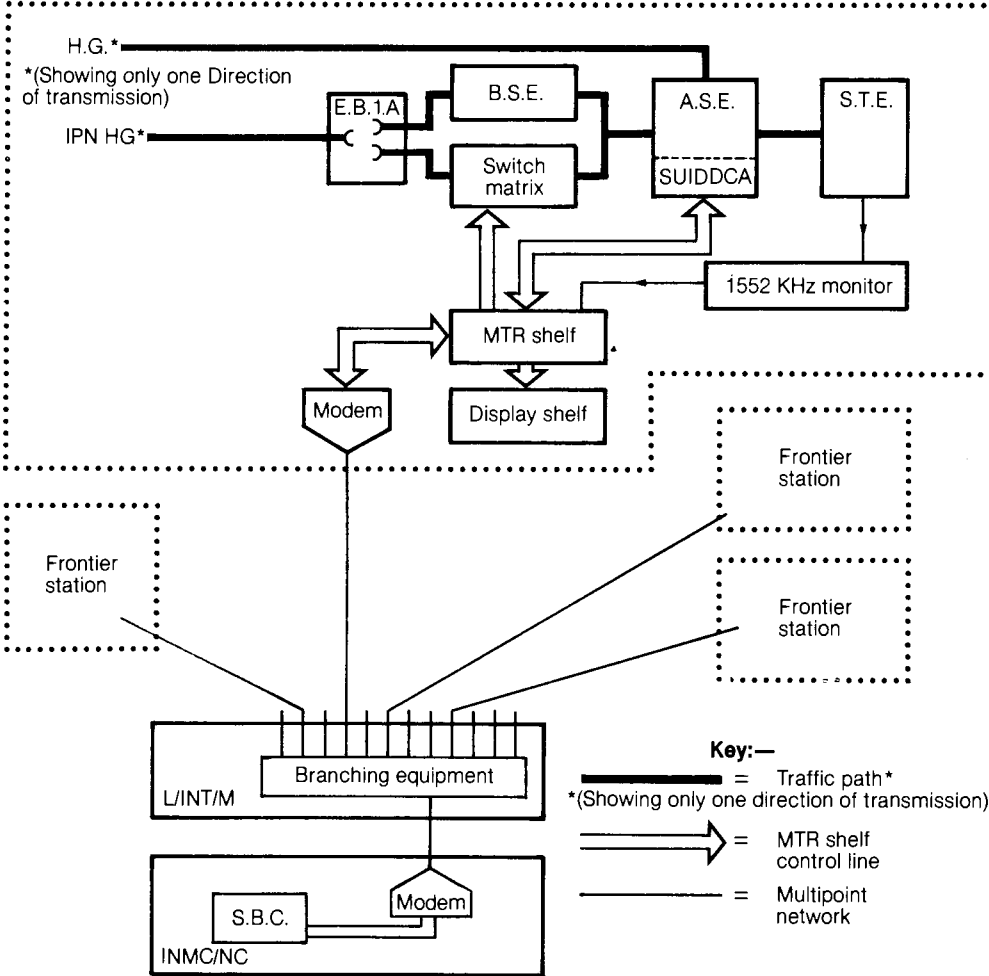 H.G.*
*(Showing only one Direction
of transmission)
IPN HG*
E.B.1.A
B.S.E.
Switch
matrix
A.S.E.
SUIDDCA
S.T.E.
1552 KHz monitor
MTR shelf
Display shelf
Modem
Frontier
station
Frontier
station
Frontier
station
Branching equipment
L/INT/M
Modem
S.B.C.
INMC/NC
Key:—
= Traffic path*
*(Showing only one direction of transmission)
= MTR shelf
control line
= Multipoint
network